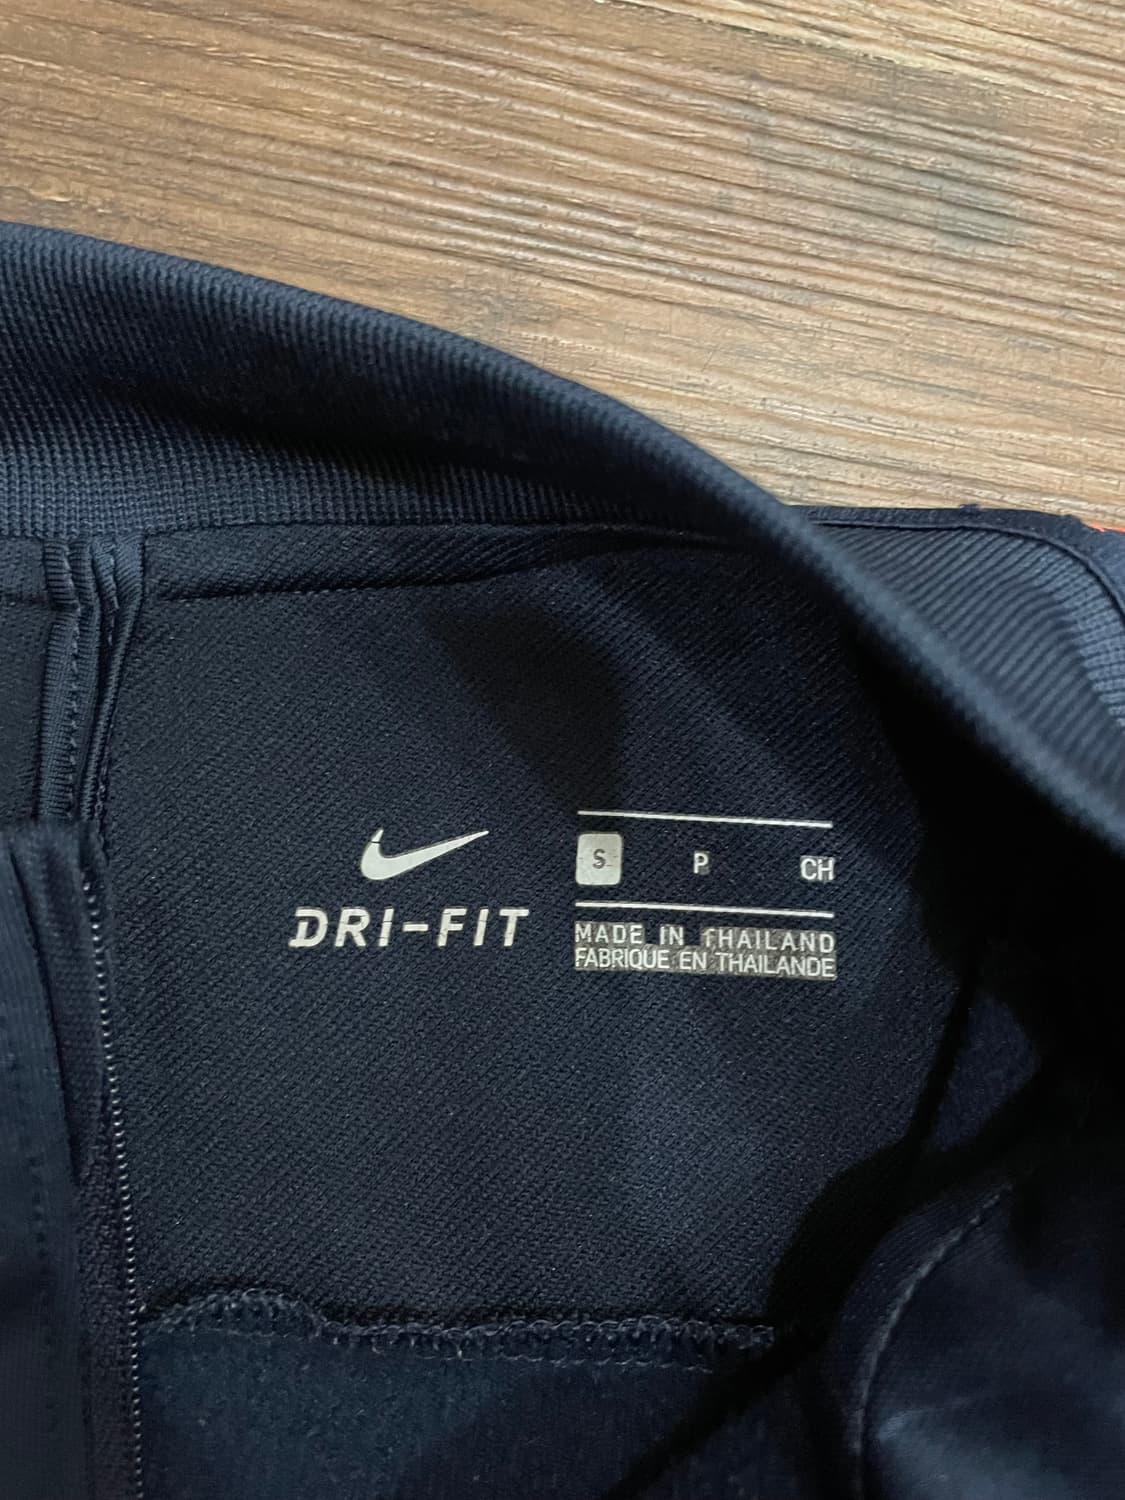 DRI-FIT
S P CH
MADE IN THAILAND
FABRIQUE EN THAILANDE